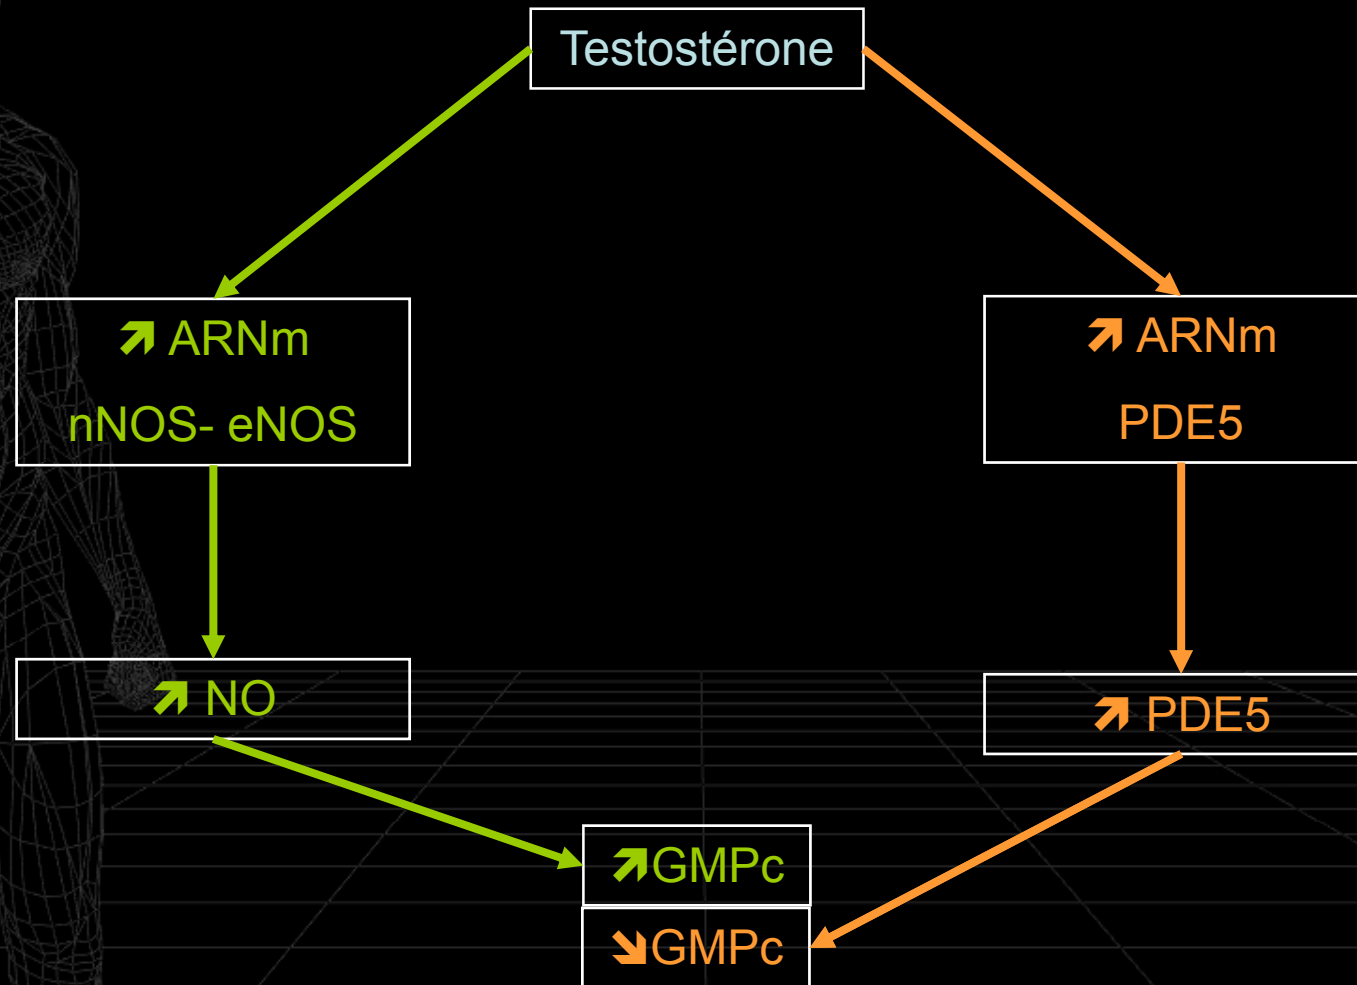 Testostérone
↗ ARNm
nNOS- eNOS
↗ ARNm
PDE5
↗ NO
↗ PDE5
↗GMPc
↘GMPc